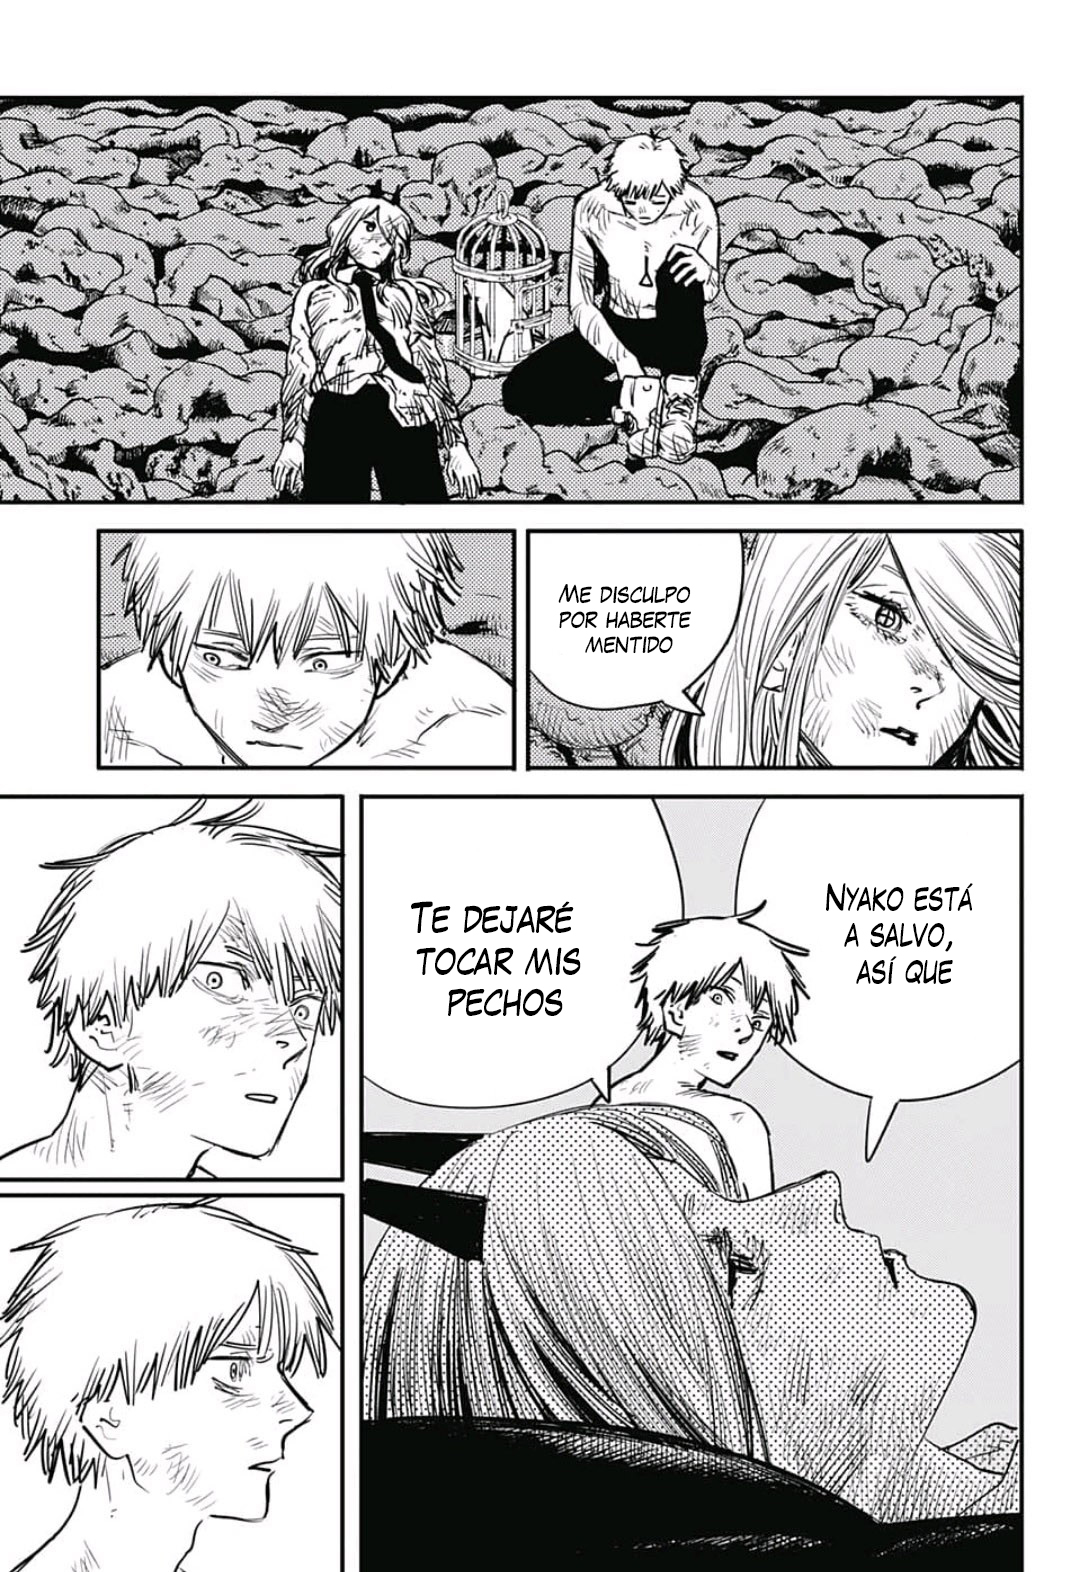 Me disculpo
por haberte
mentido
Nyako está
a salvo,
así que
Te dejaré
tocar mis
pechos